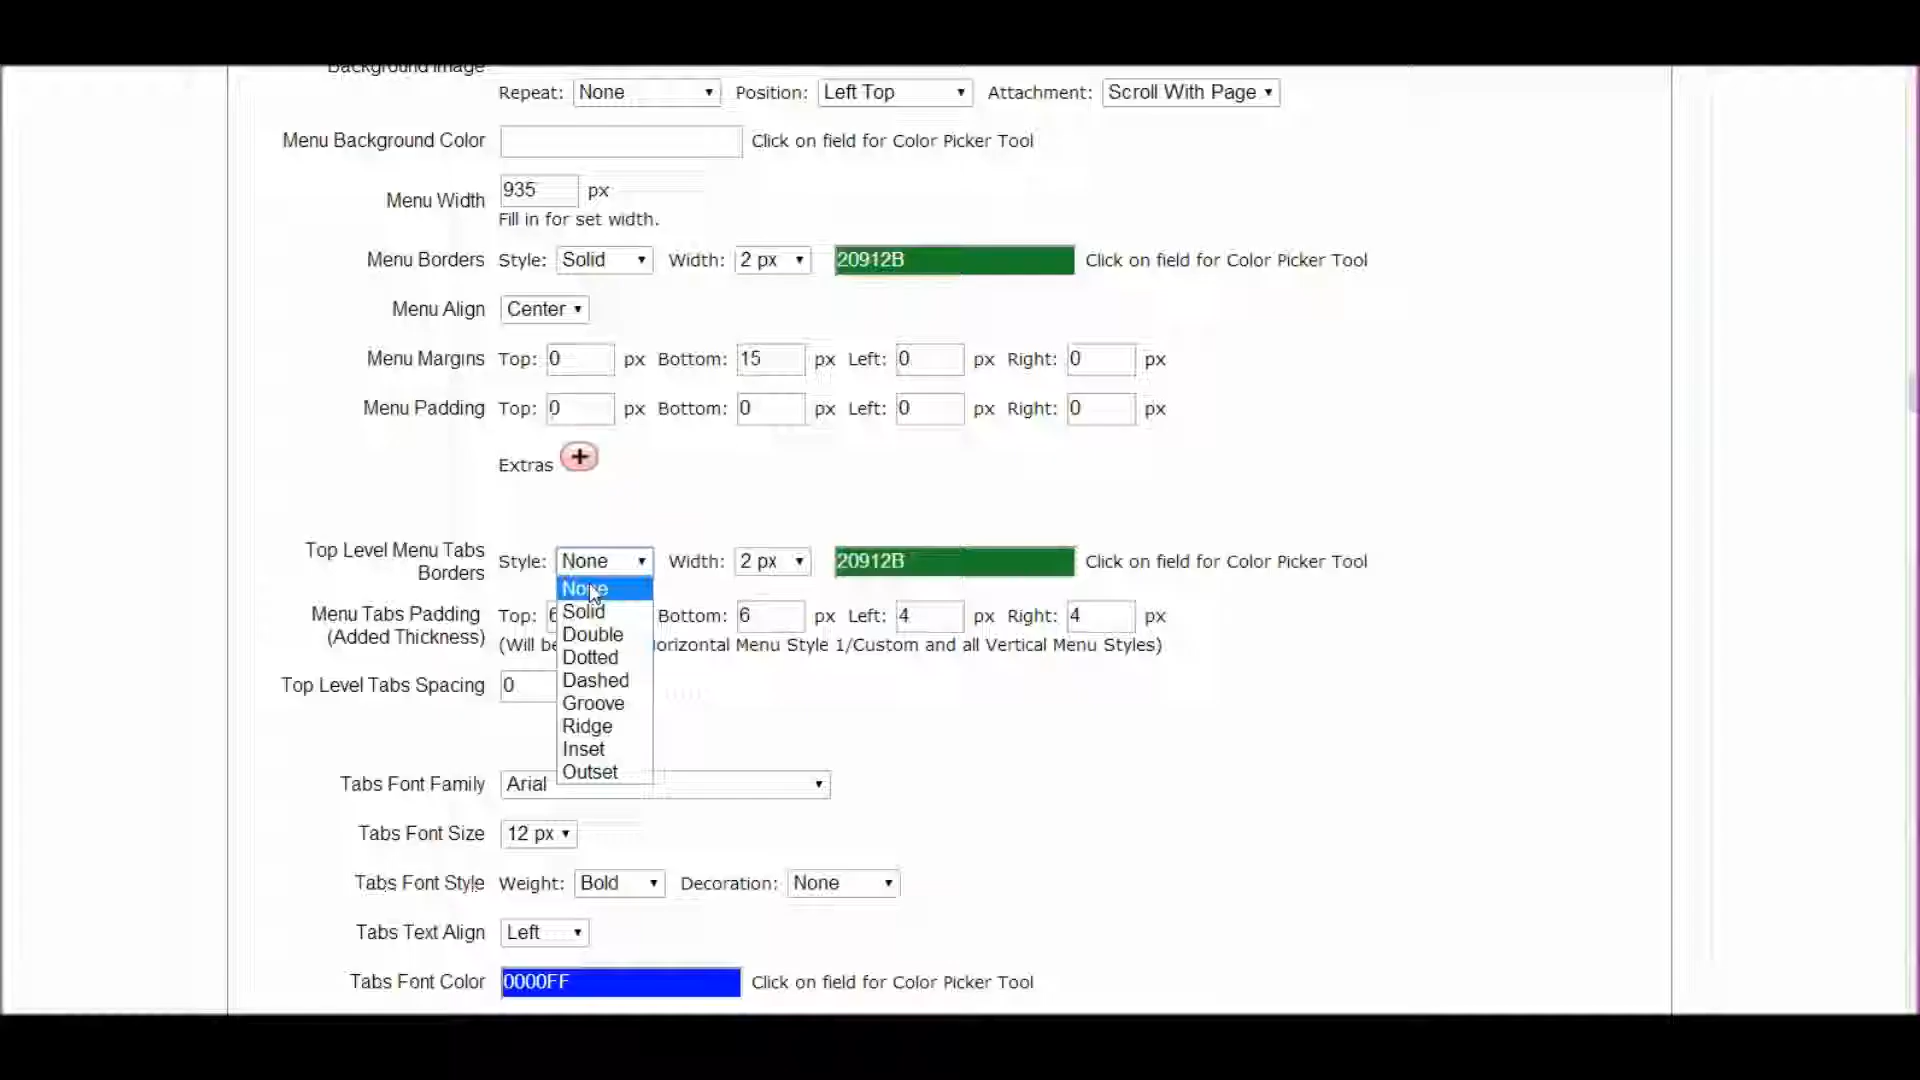 Background Image
Repeat: None Position: Left Top Attachment: Scroll With Page
Menu Background Color Click on field for Color Picker Tool
Menu Width 935 px
Fill in for set width.
Menu Borders Style: Solid Width: 2 px 20912B Click on field for Color Picker Tool
Menu Align Center
Menu Margins Top: 0 px Bottom: 15 px Left: 0 px Right: 0 px
Menu Padding Top: 0 px Bottom: 0 px Left: 0 px Right: 0 px
Extras
Top Level Menu Tabs
Borders
Style: None Width: 2 px 20912B Click on field for Color Picker Tool
None
Solid
Double
Dotted
Dashed
Groove
Ridge
Inset
Outset
Menu Tabs Padding
(Added Thickness)
Top: 6 Bottom: 6 px Left: 4 px Right: 4 px
(Will be Menu Style 1/Custom and all Vertical Menu Styles)
Top Level Tabs Spacing 0
Tabs Font Family Arial
Tabs Font Size 12 px
Tabs Font Style Weight: Bold Decoration: None
Tabs Text Align Left
Tabs Font Color 0000FF Click on field for Color Picker Tool